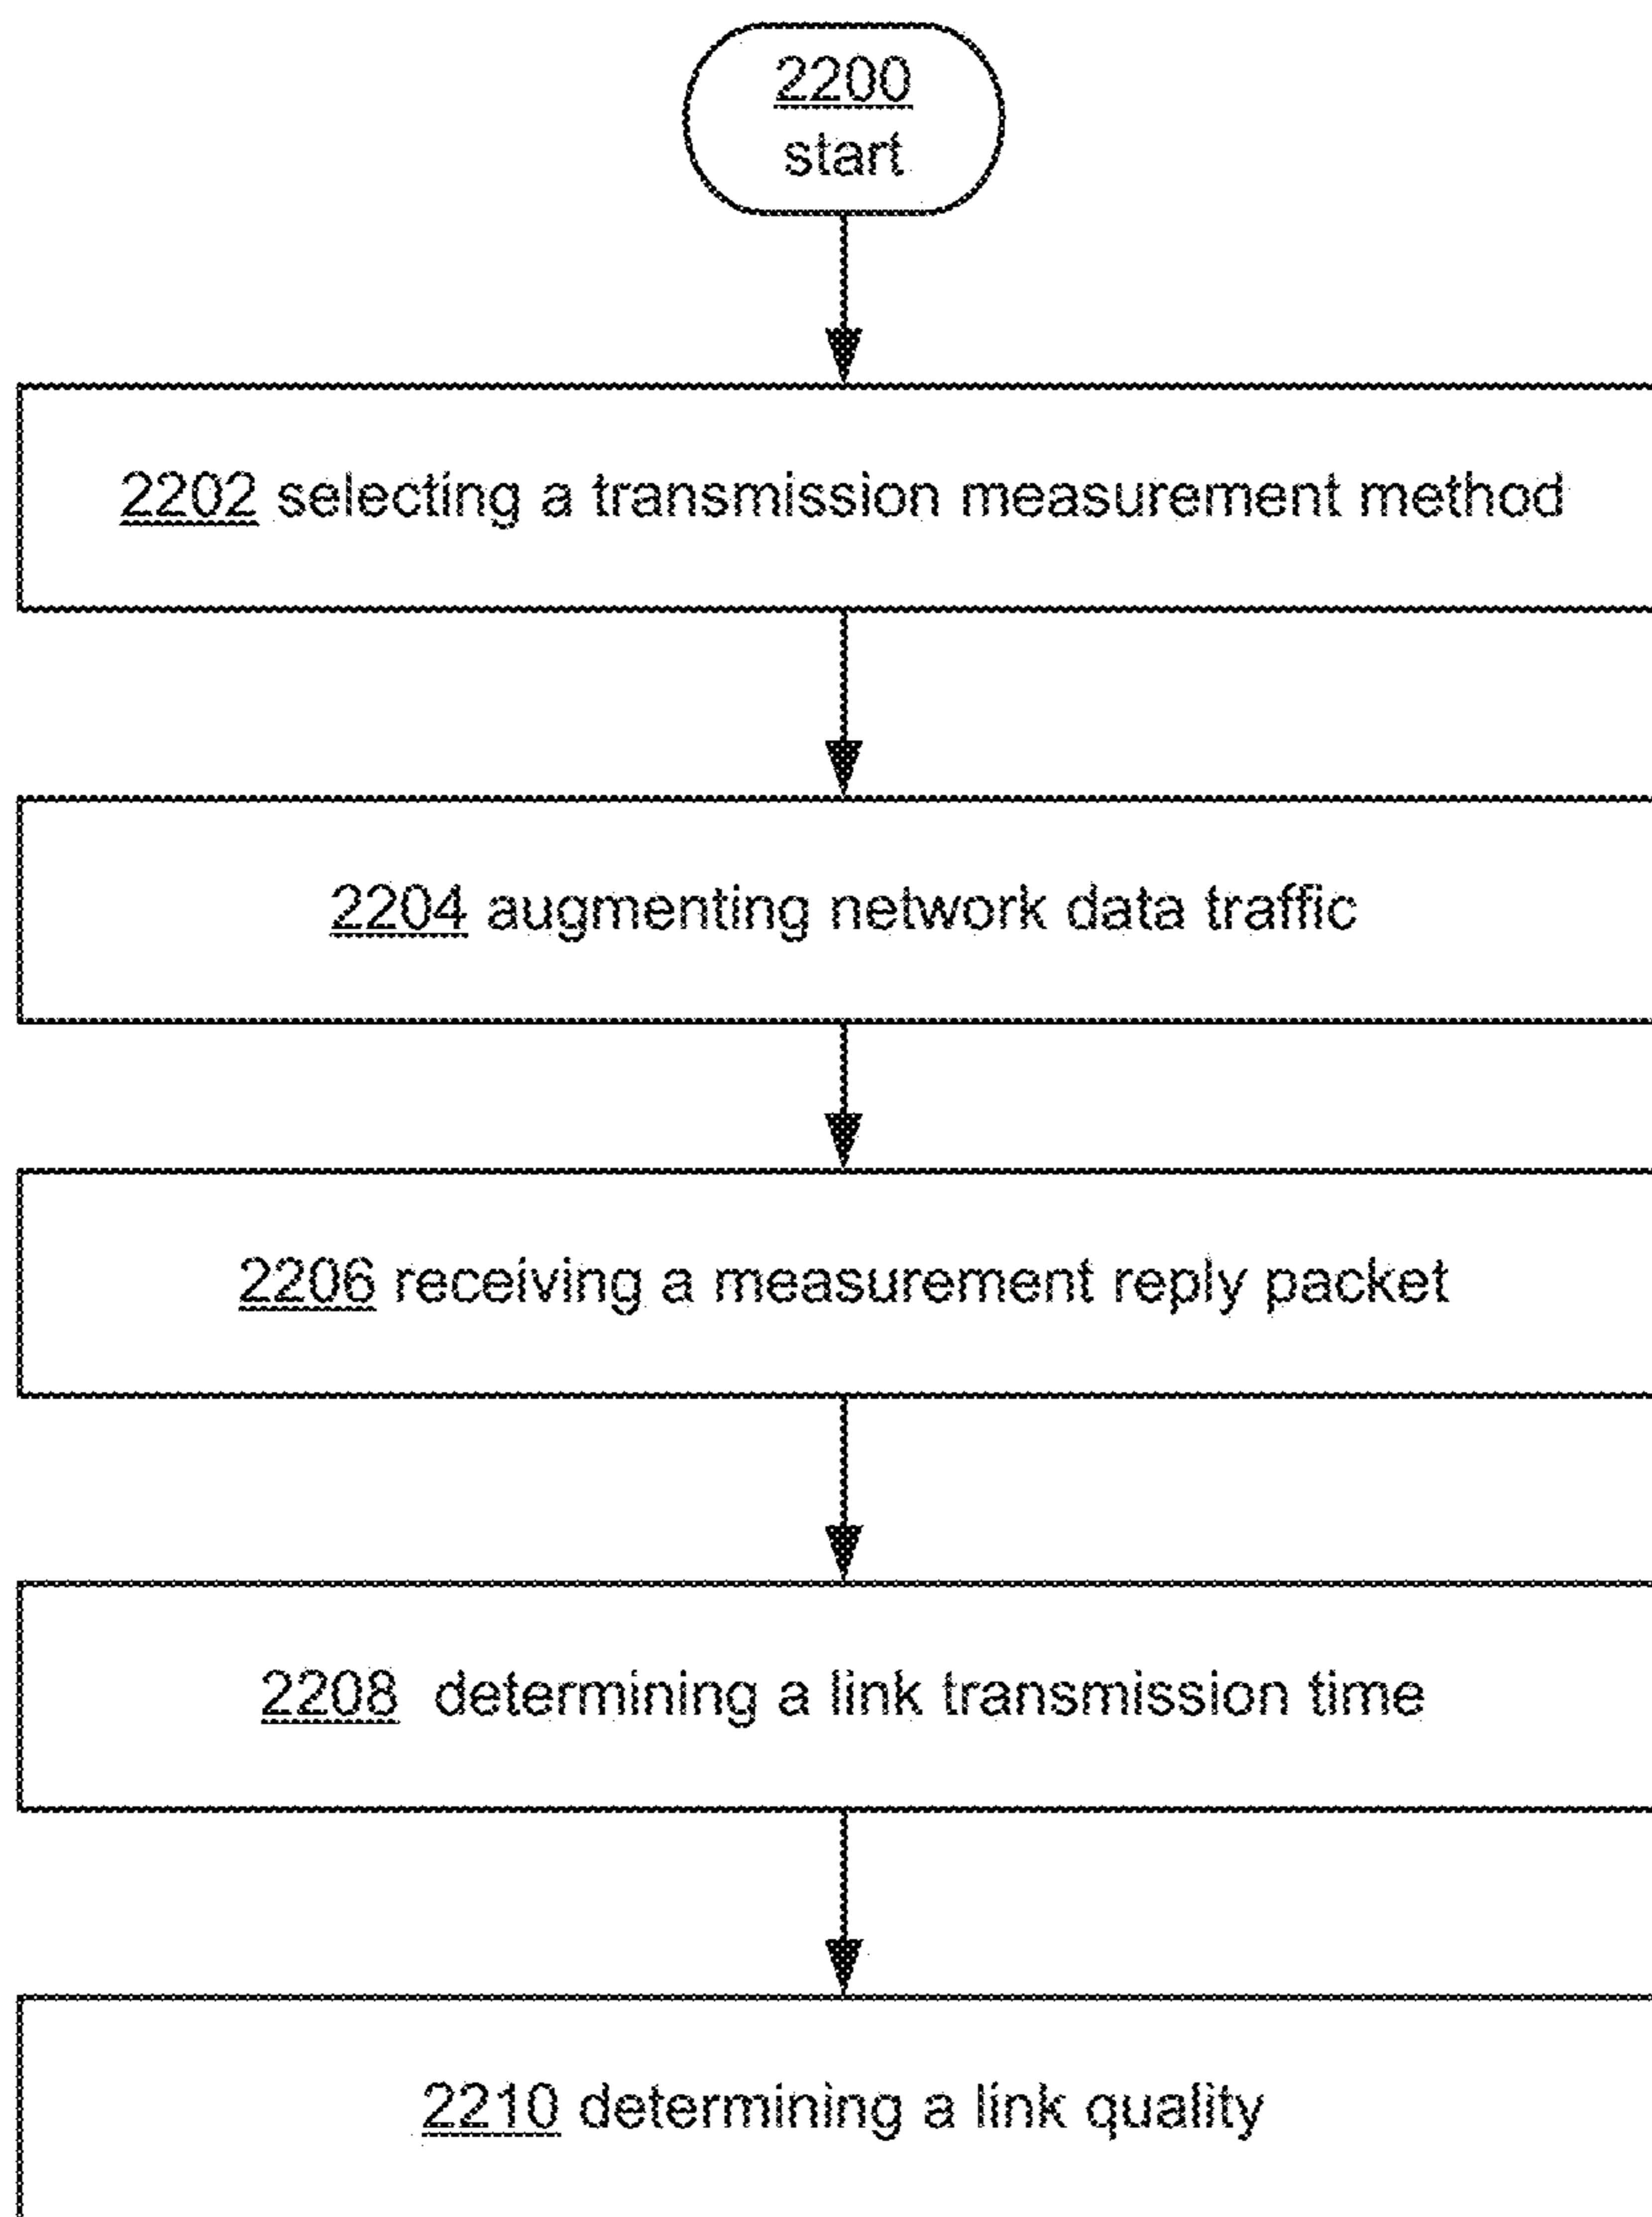 2200
start
2202 selecting a transmission measurement method
2204 augmenting network data traffic
2206 receiving a measurement reply packet
2208 determining a link transmission time
2210 determining a link quality